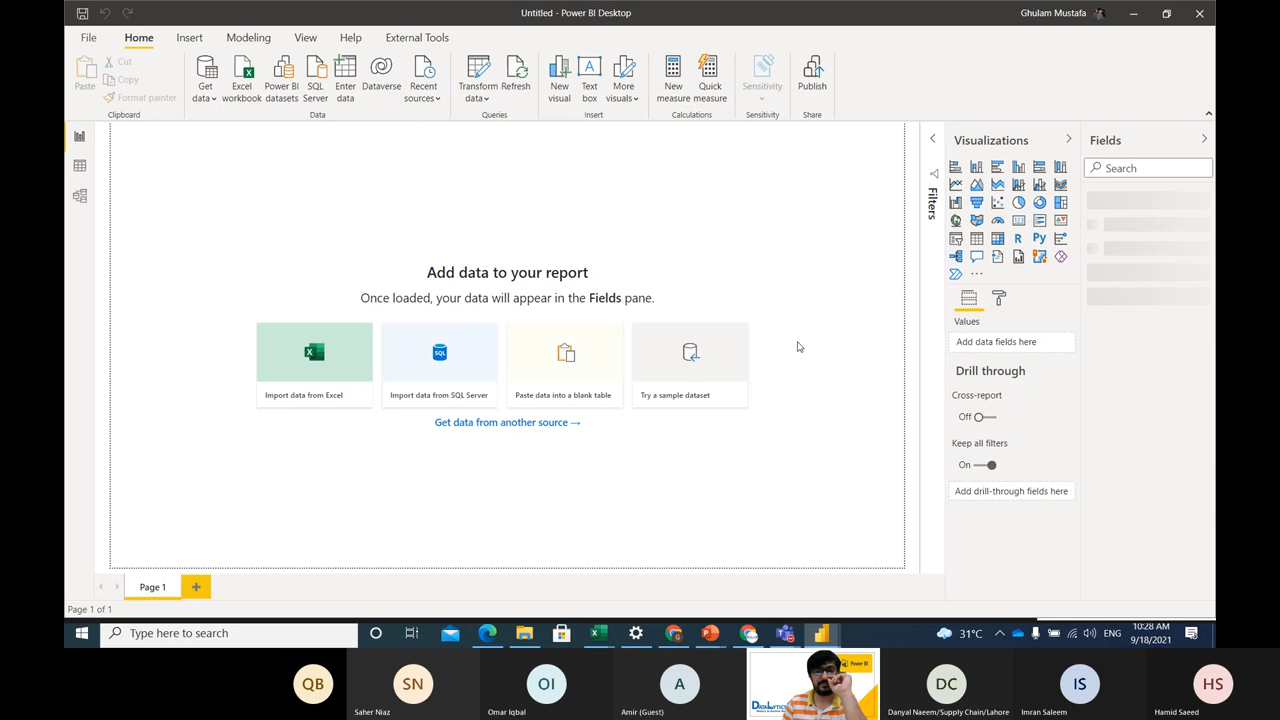 Untitled - Power BI Desktop
Ghulam Mustafa
File
Home
Insert
Modeling
View
Help
External Tools
Paste
Cut
Copy
Format painter
Clipboard
Get data
Excel workbook
Power BI datasets
SQL Server
Enter data
Dataverse
Recent sources
Data
Transform data
Refresh
Queries
New visual
Text box
More visuals
Insert
New measure
Quick measure
Calculations
Sensitivity
Sensitivity
Publish
Share
Add data to your report
Once loaded, your data will appear in the Fields pane.
SQL
Import data from Excel
Import data from SQL Server
Paste data into a blank table
Try a sample dataset
Get data from another source →
Filters
Visualizations
R
Py
Values
Add data fields here
Drill through
Cross-report
Off
Keep all filters
On
Add drill-through fields here
Fields
Search
Page 1
Page 1 of 1
Type here to search
31°C
ENG
10:28 AM
9/18/2021
QB
SN
Saher Niaz
OI
Omar Iqbal
A
Amir (Guest)
Power BI
DC
Danyal Naeem/Supply Chain/Lahore
IS
Imran Saleem
HS
Hamid Saeed